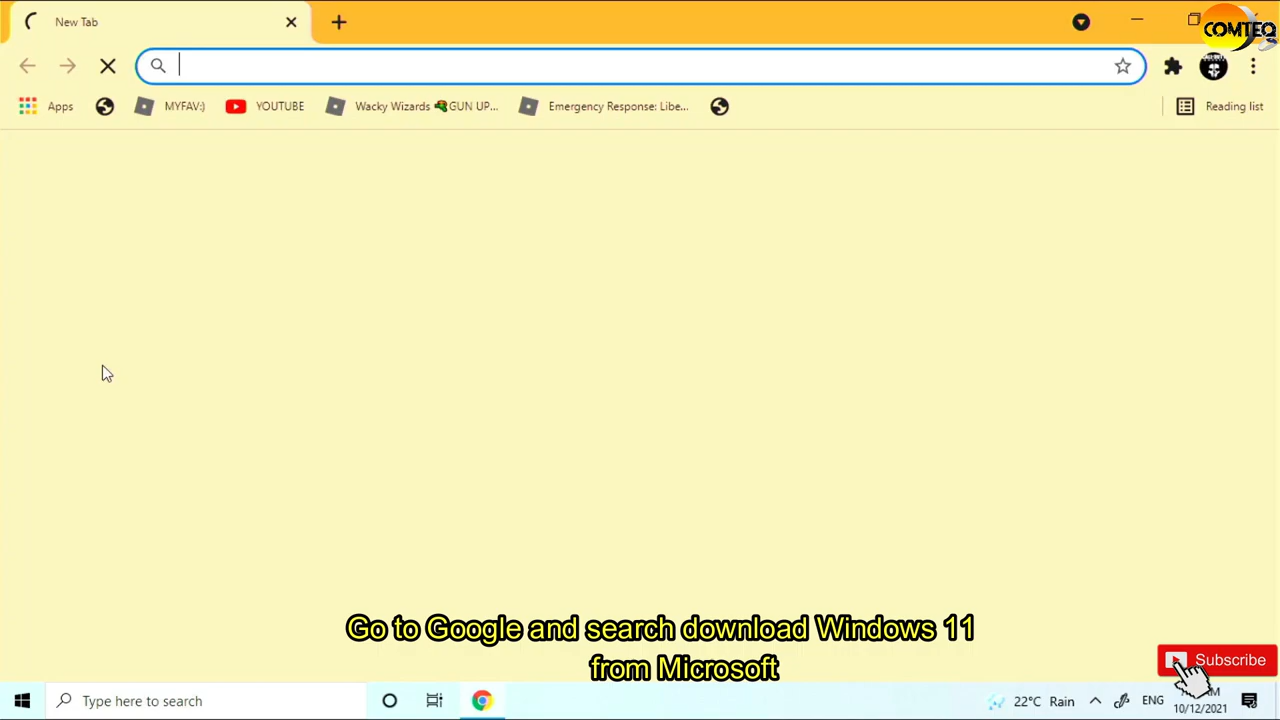 New Tab
COMTEQ
Apps
MYFAV:)
YOUTUBE
Wacky Wizards GUN UP...
Emergency Response: Libe...
Reading list
Go to Google and search download Windows 11
from Microsoft
Subscribe
Type here to search
22°C Rain
ENG
10/12/2021